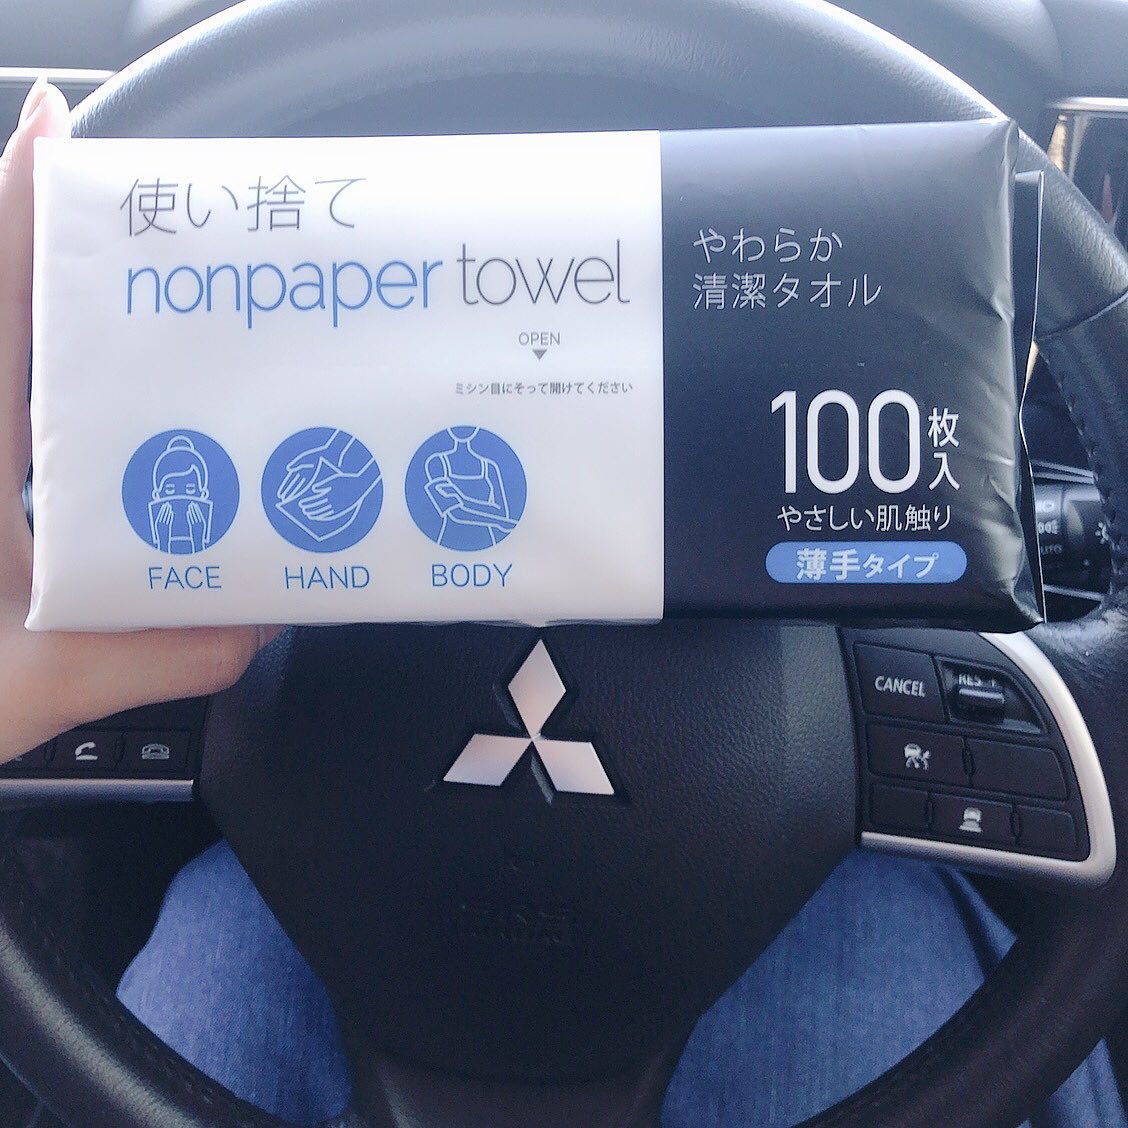 使い捨て
nonpaper towel
OPEN
ミシン目にそって開けてください
FACE
HAND
BODY
やわらか
清潔タオル
100枚入
やさしい肌触り
薄手タイプ
CANCEL
RES +